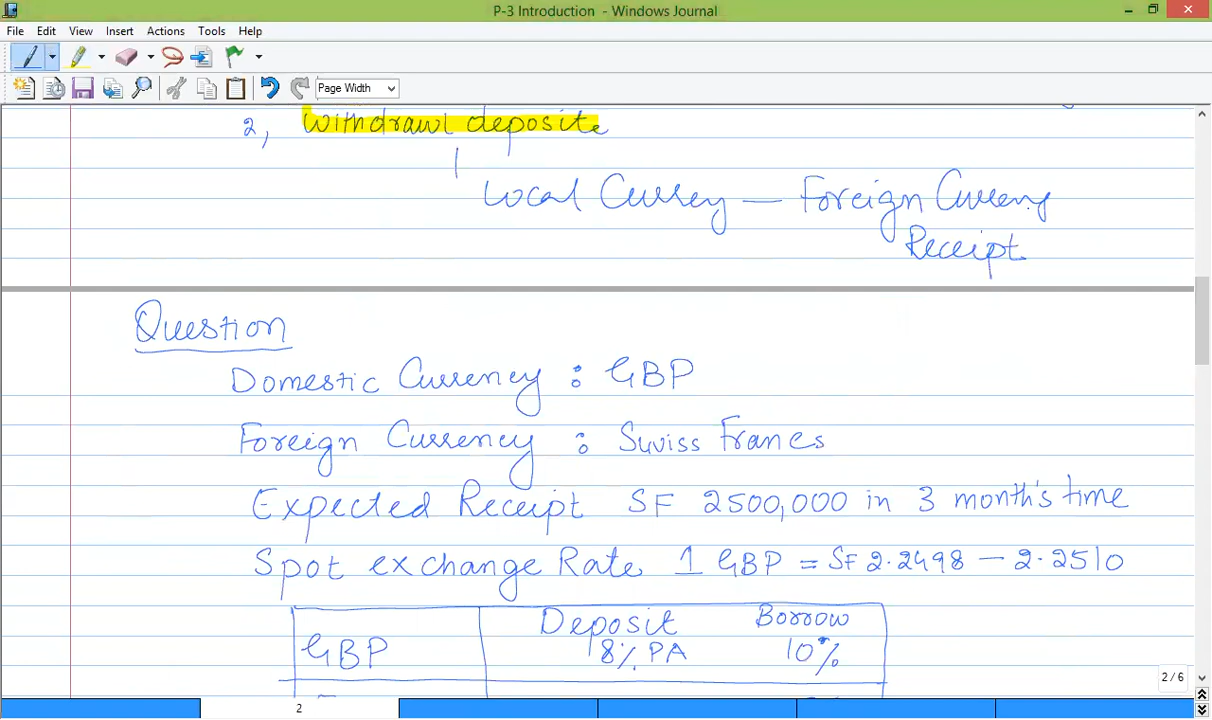 P-3 Introduction - Windows Journal
File Edit View Insert Actions Tools Help
Page Width
2, withdrawl deposite
Local Currey — Foreign Curreny
Receipt
Question
Domestic Currency : GBP
Foreign Currency : Swiss Francs
Expected Receipt SF 2500,000 in 3 month's time
Spot exchange Rate 1 GBP = SF 2.2498 - 2.2510
Deposit Borrow
GBP 8% PA 10%
2/6
2